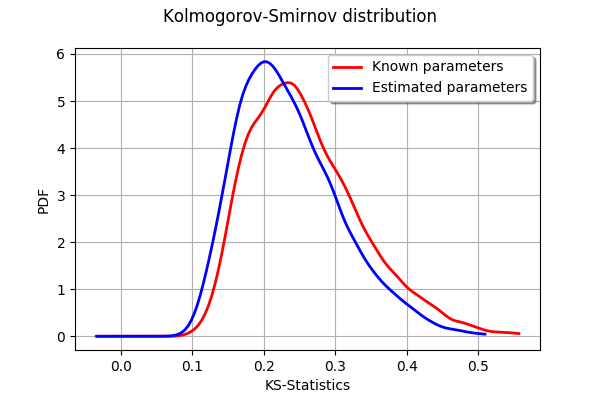 Kolmogorov-Smirnov distribution
Known parameters
Estimated parameters
6
5
4
3
2
1
0
PDF
0.0 0.1 0.2 0.3 0.4 0.5
KS-Statistics